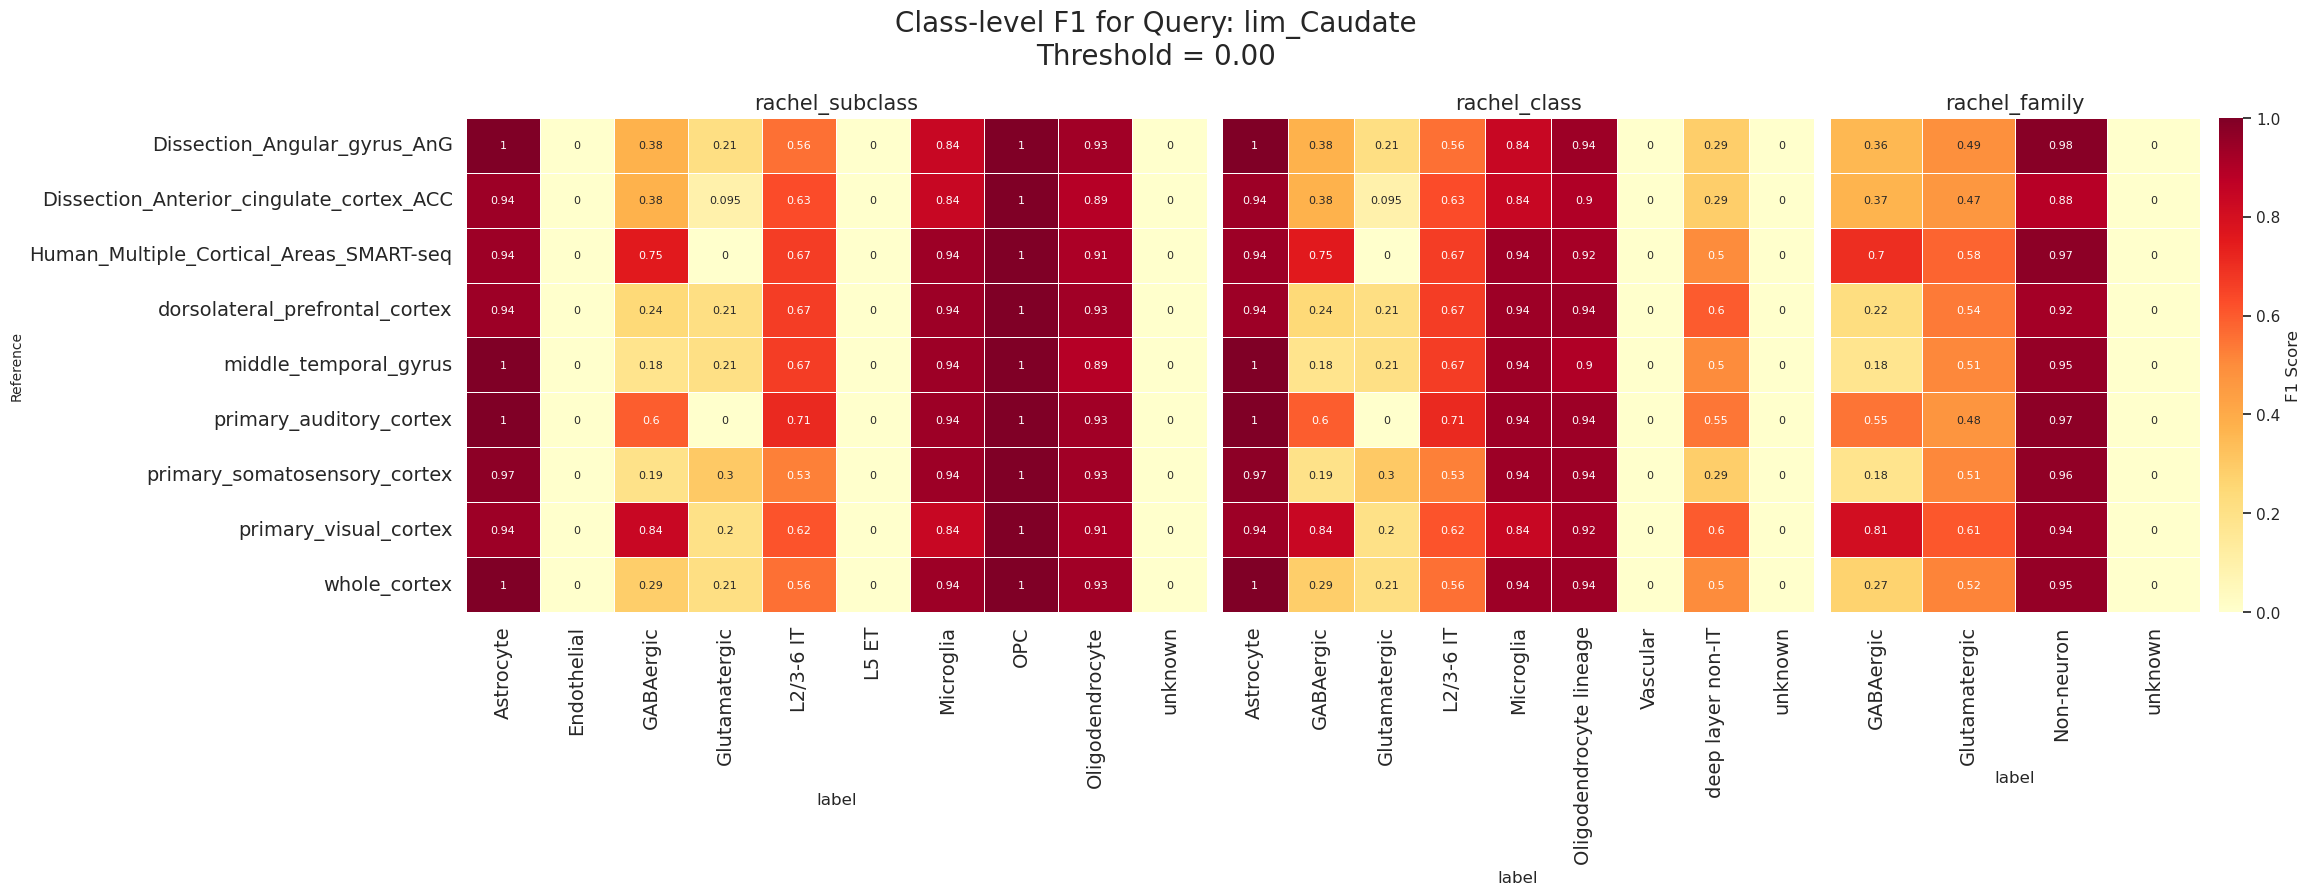 Class-level F1 for Query: lim_Caudate
Threshold = 0.00
rachel_subclass rachel_class rachel_family
Dissection_Angular_gyrus_AnG 1 0 0.38 0.21 0.56 0 0.84 1 0.93 0 1 0.38 0.21 0.56 0.84 0.94 0 0.29 0 0.36 0.49 0.98 0
Dissection_Anterior_cingulate_cortex_ACC 0.94 0 0.38 0.095 0.63 0 0.84 1 0.89 0 0.94 0.38 0.095 0.63 0.84 0.9 0 0.29 0 0.37 0.47 0.88 0
Human_Multiple_Cortical_Areas_SMART-seq 0.94 0 0.75 0 0.67 0 0.94 1 0.91 0 0.94 0.75 0 0.67 0.94 0.92 0 0.5 0 0.7 0.58 0.97 0
dorsolateral_prefrontal_cortex 0.94 0 0.24 0.21 0.67 0 0.94 1 0.93 0 0.94 0.24 0.21 0.67 0.94 0.94 0 0.6 0 0.22 0.54 0.92 0
middle_temporal_gyrus 1 0 0.18 0.21 0.67 0 0.94 1 0.89 0 1 0.18 0.21 0.67 0.94 0.9 0 0.5 0 0.18 0.51 0.95 0
primary_auditory_cortex 1 0 0.6 0 0.71 0 0.94 1 0.93 0 1 0.6 0 0.71 0.94 0.94 0 0.55 0 0.55 0.48 0.97 0
primary_somatosensory_cortex 0.97 0 0.19 0.3 0.53 0 0.94 1 0.93 0 0.97 0.19 0.3 0.53 0.94 0.94 0 0.29 0 0.18 0.51 0.96 0
primary_visual_cortex 0.94 0 0.84 0.2 0.62 0 0.84 1 0.91 0 0.94 0.84 0.2 0.62 0.84 0.92 0 0.6 0 0.81 0.61 0.94 0
whole_cortex 1 0 0.29 0.21 0.56 0 0.94 1 0.93 0 1 0.29 0.21 0.56 0.94 0.94 0 0.5 0 0.27 0.52 0.95 0
Reference
Astrocyte
Endothelial
GABAergic
Glutamatergic
L2/3-6 IT
L5 ET
Microglia
OPC
Oligodendrocyte
unknown
label
Astrocyte
GABAergic
Glutamatergic
L2/3-6 IT
Microglia
Oligodendrocyte lineage
Vascular
deep layer non-IT
unknown
label
GABAergic
Glutamatergic
Non-neuron
unknown
label
1.0
0.8
0.6
0.4
0.2
0.0
F1 Score